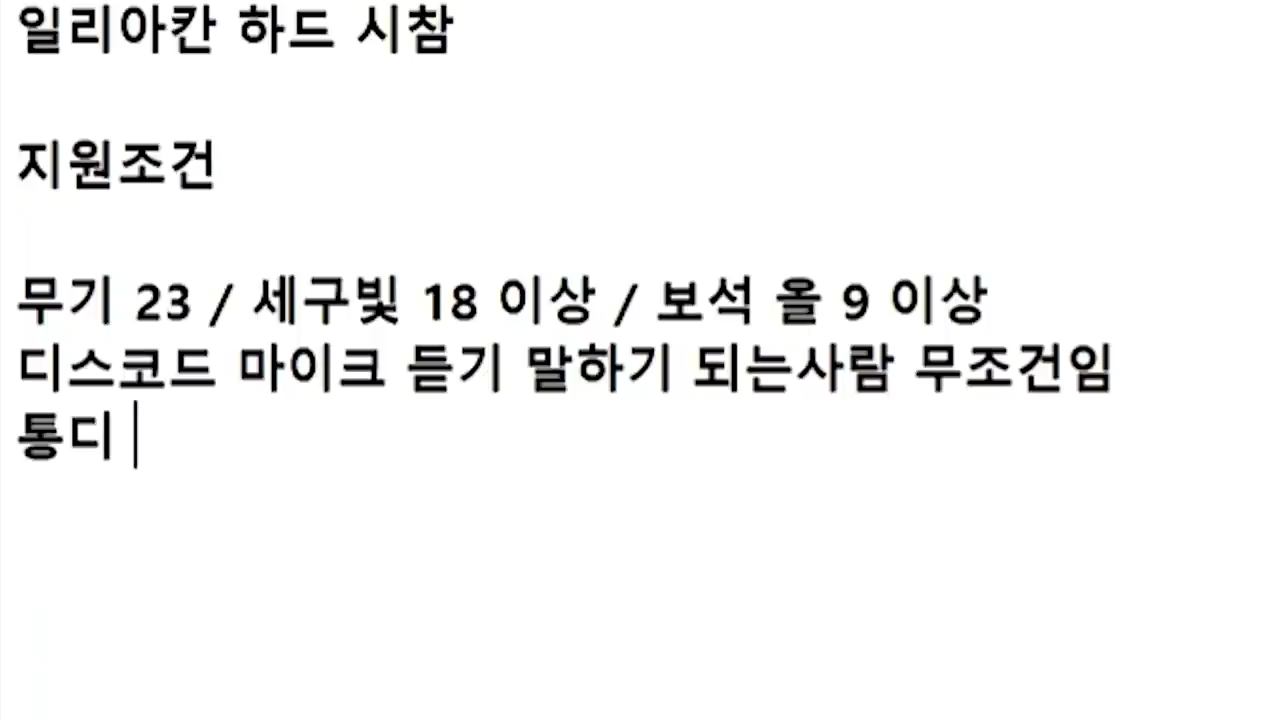 일리아칸 하드 시참
지원조건
무기 23 / 세구빛 18 이상 / 보석 올 9 이상
디스코드 마이크 듣기 말하기 되는사람 무조건임
통디